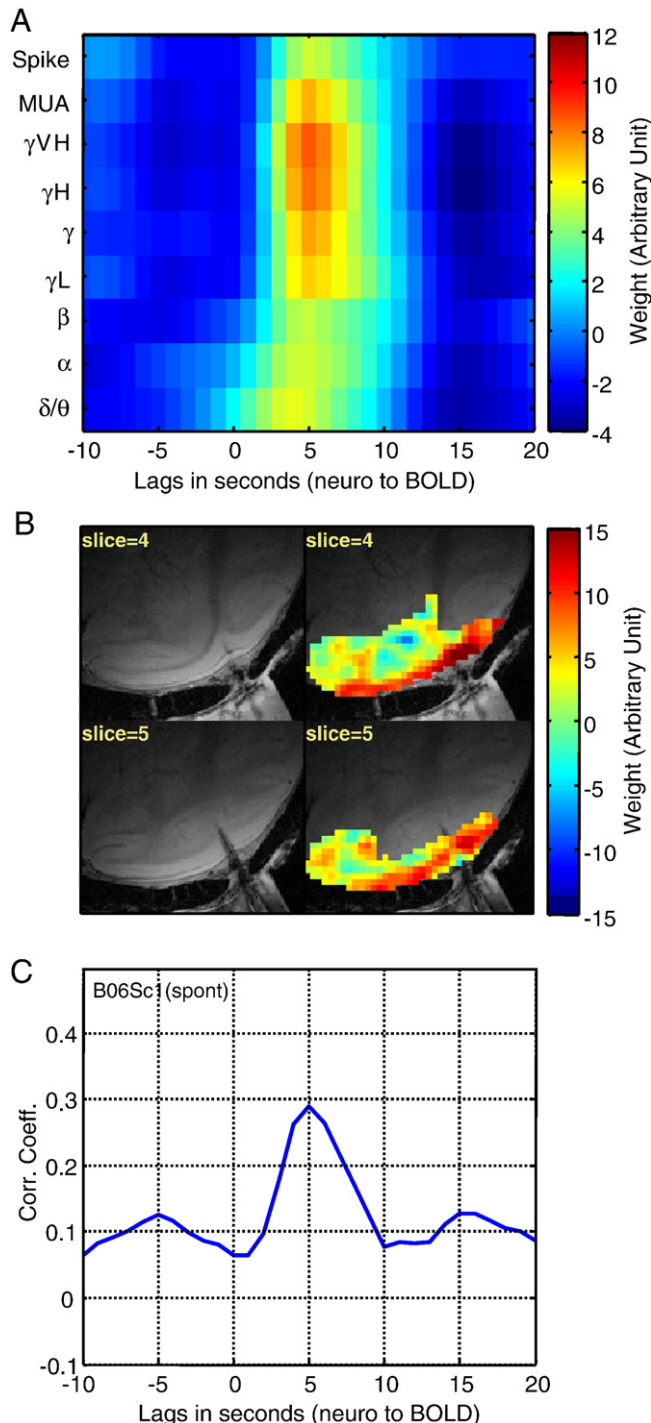 A
Spike
MUA
γVH
γH
γ
γL
β
α
δ/θ
-10 -5 0 5 10 15 20
Lags in seconds (neuro to BOLD)
12
10
8
6
4
2
0
-2
-4
Weight (Arbitrary Unit)
B
slice=4 slice=4
slice=5 slice=5
15
10
5
0
-5
-10
-15
Weight (Arbitrary Unit)
C
B06Sc1(spont)
0.4
0.3
0.2
0.1
0
-0.1
Corr. Coeff.
-10 -5 0 5 10 15 20
Lags in seconds (neuro to BOLD)